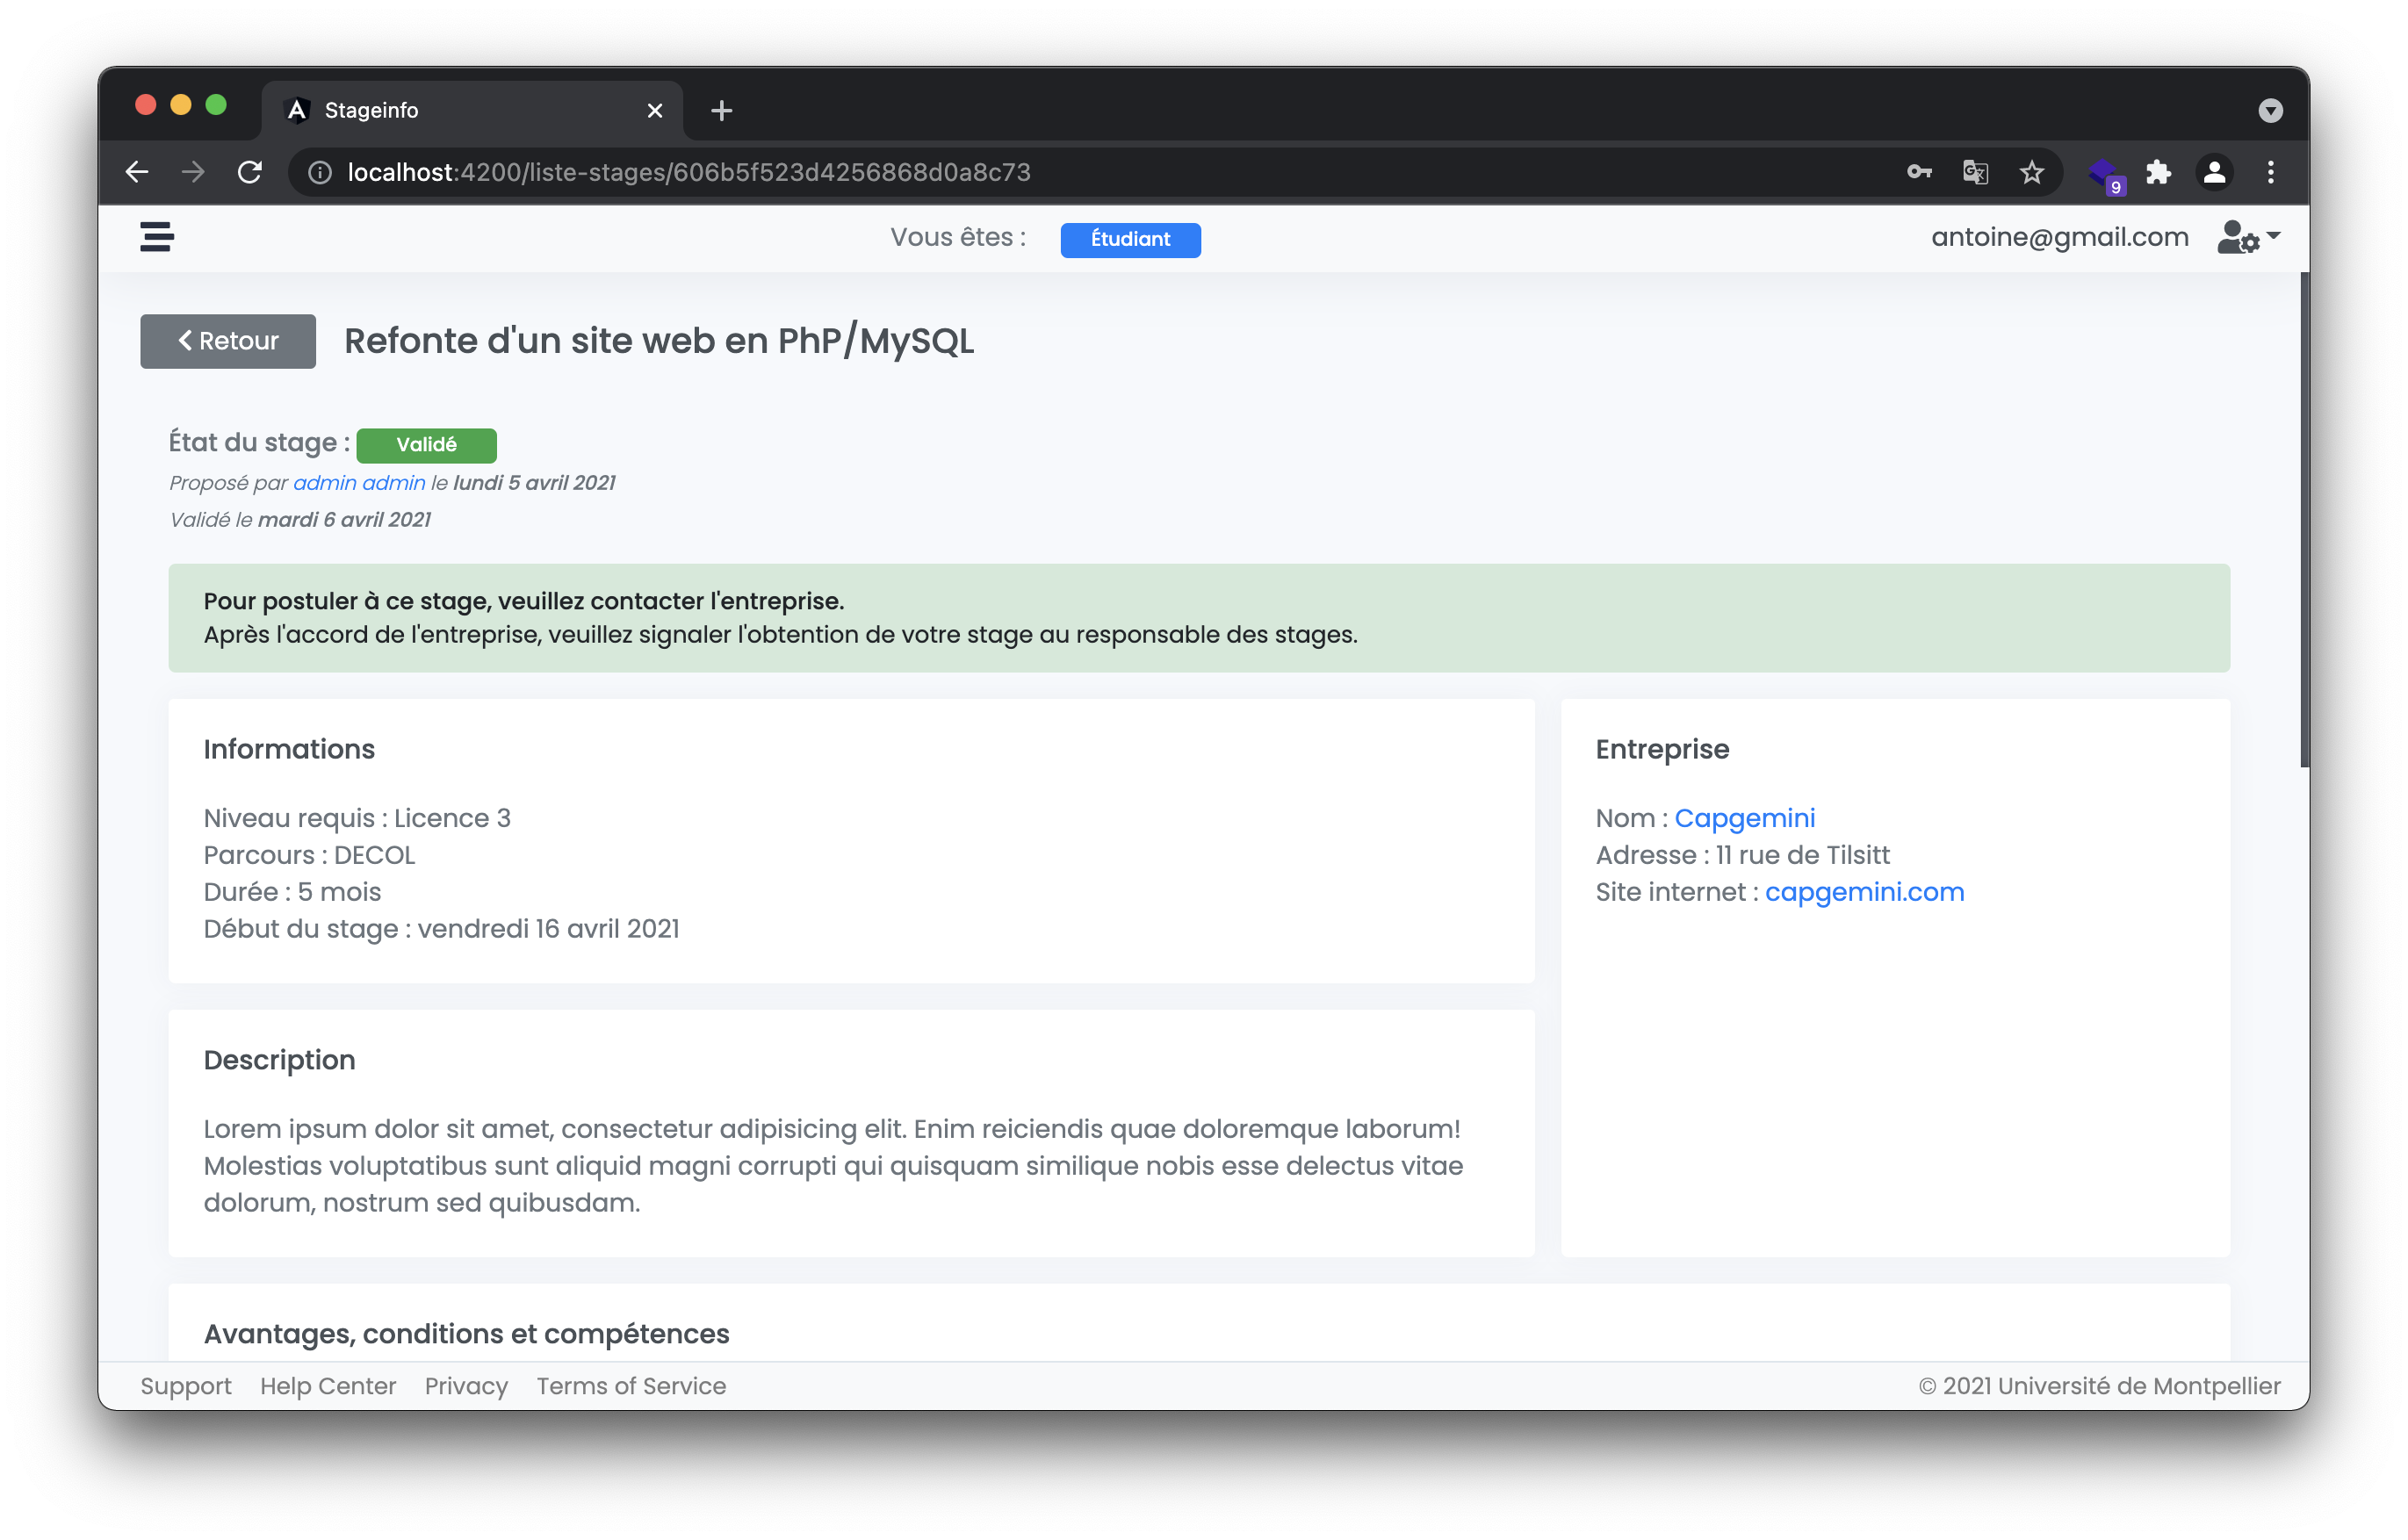 Stageinfo
localhost:4200/liste-stages/606b5f523d4256868d0a8c73
9
Vous êtes : Étudiant
antoine@gmail.com
Retour
Refonte d'un site web en PhP/MySQL
État du stage : Validé
Proposé par admin admin le lundi 5 avril 2021
Validé le mardi 6 avril 2021
Pour postuler à ce stage, veuillez contacter l'entreprise.
Après l'accord de l'entreprise, veuillez signaler l'obtention de votre stage au responsable des stages.
Informations
Niveau requis : Licence 3
Parcours : DECOL
Durée : 5 mois
Début du stage : vendredi 16 avril 2021
Entreprise
Nom : Capgemini
Adresse : 11 rue de Tilsitt
Site internet : capgemini.com
Description
Lorem ipsum dolor sit amet, consectetur adipisicing elit. Enim reiciendis quae doloremque laborum!
Molestias voluptatibus sunt aliquid magni corrupti qui quisquam similique nobis esse delectus vitae
dolorum, nostrum sed quibusdam.
Avantages, conditions et compétences
Support Help Center Privacy Terms of Service
© 2021 Université de Montpellier